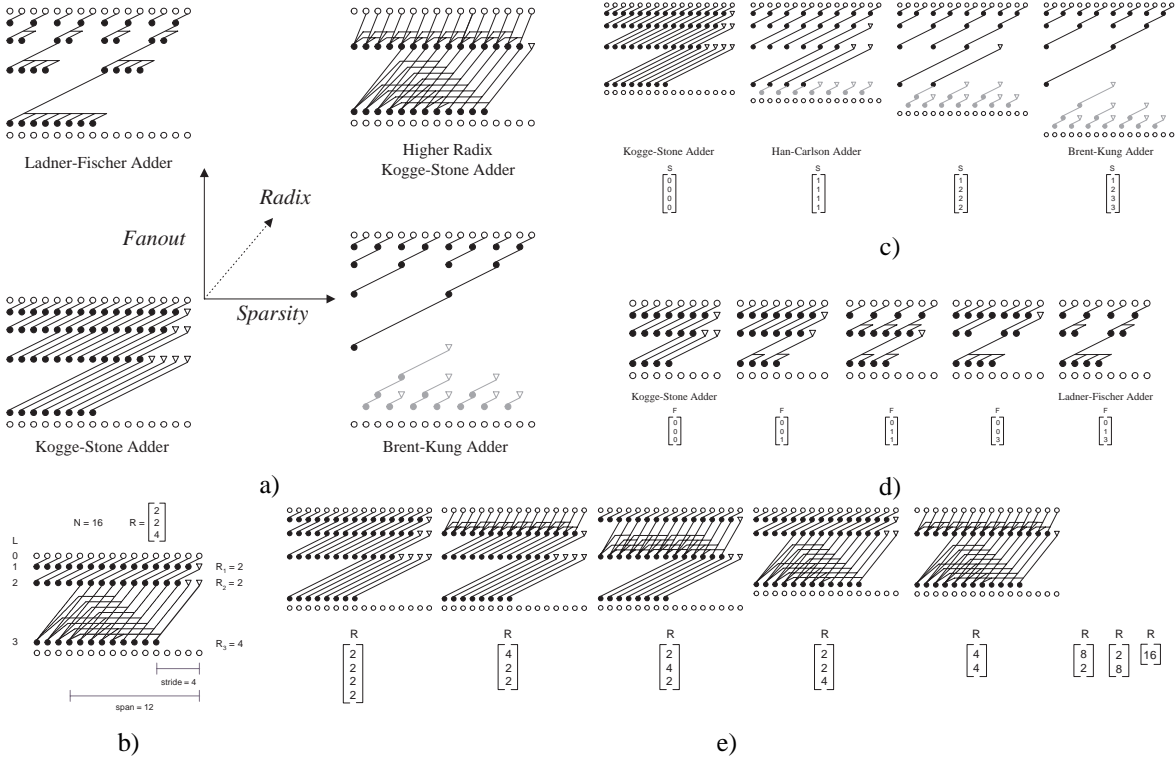 Ladner-Fischer Adder
Higher Radix
Kogge-Stone Adder
Radix
Fanout
Sparsity
Kogge-Stone Adder
Brent-Kung Adder
a)
N = 16 R = 2 2 4
L
0
1 R1 = 2
2 R2 = 2
3 R3 = 4
stride = 4
span = 12
b)
Kogge-Stone Adder Han-Carlson Adder Brent-Kung Adder
S S S S
0 1 1 1
0 1 2 2
0 1 2 3
0 1 2 3
c)
Kogge-Stone Adder Ladner-Fischer Adder
F F F F F
0 0 0 0 0
0 0 1 0 1
0 1 1 3 3
d)
R R R R R R R R
2 2 2 2
4 2 2
2 4 2
2 2 4
4 4
8 2
2 8
16
e)